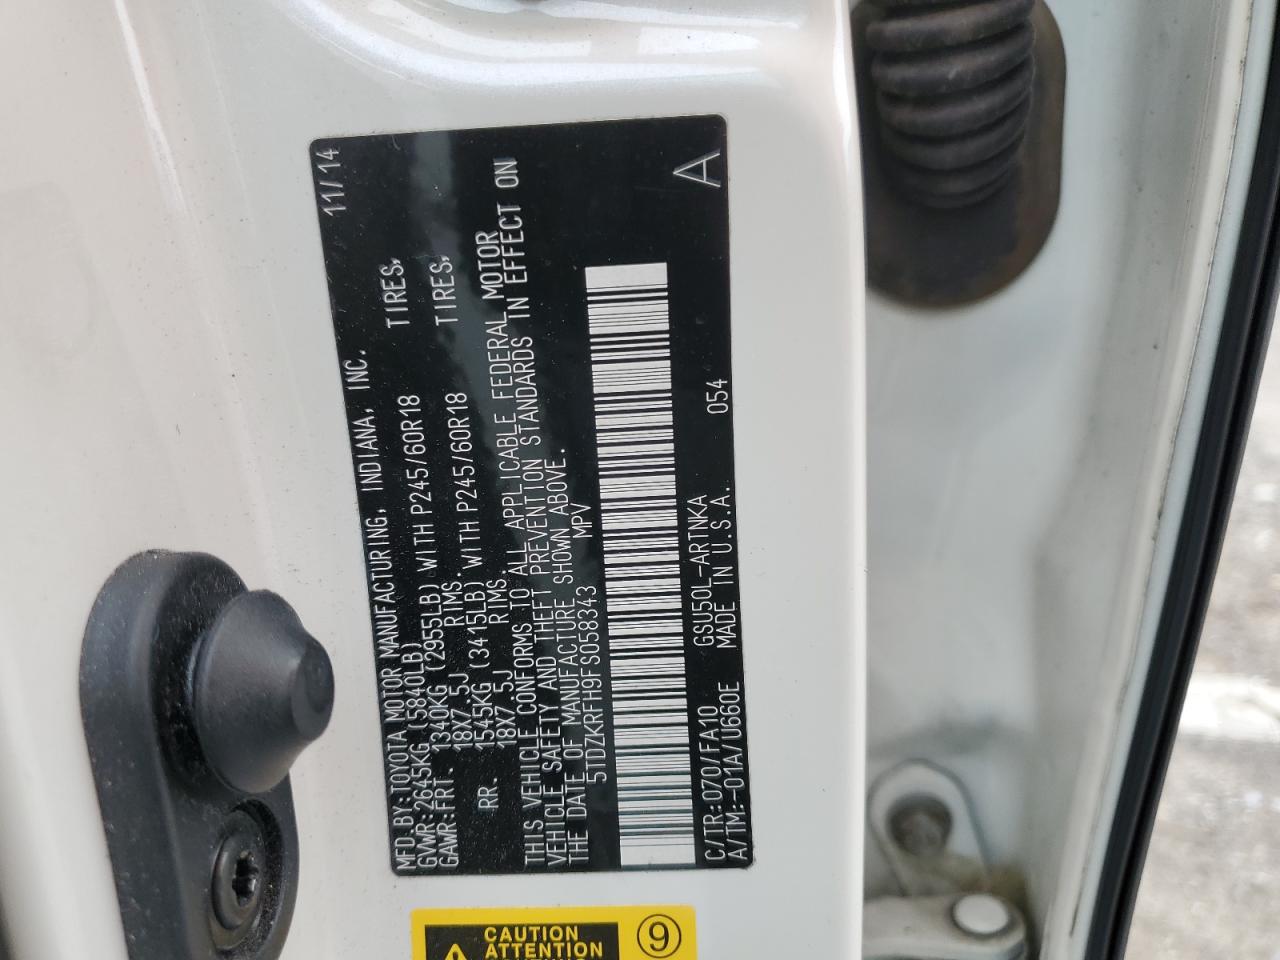 MFD.BY:TOYOTA MOTOR MANUFACTURING, INDIANA, INC. 11/14
GVWR:2645KG(5840LB)
GAWR:FRT. 1340KG(2955LB) WITH P245/60R18 TIRES,
18X7.5J RIMS.
RR. 1545KG(3415LB) WITH P245/60R18 TIRES,
18X7.5J RIMS
THIS VEHICLE CONFORMS TO ALL APPLICABLE FEDERAL MOTOR
VEHICLE SAFETY AND THEFT PREVENTION STANDARDS IN EFFECT ON
THE DATE OF MANUFACTURE SHOWN ABOVE.
5TDZKRFH9FS058343 MPV
A
C/TR:070/FA10 GSU50L-ARTNKA 054
A/TM:-01A/U660E MADE IN U.S.A.
CAUTION
ATTENTION
9